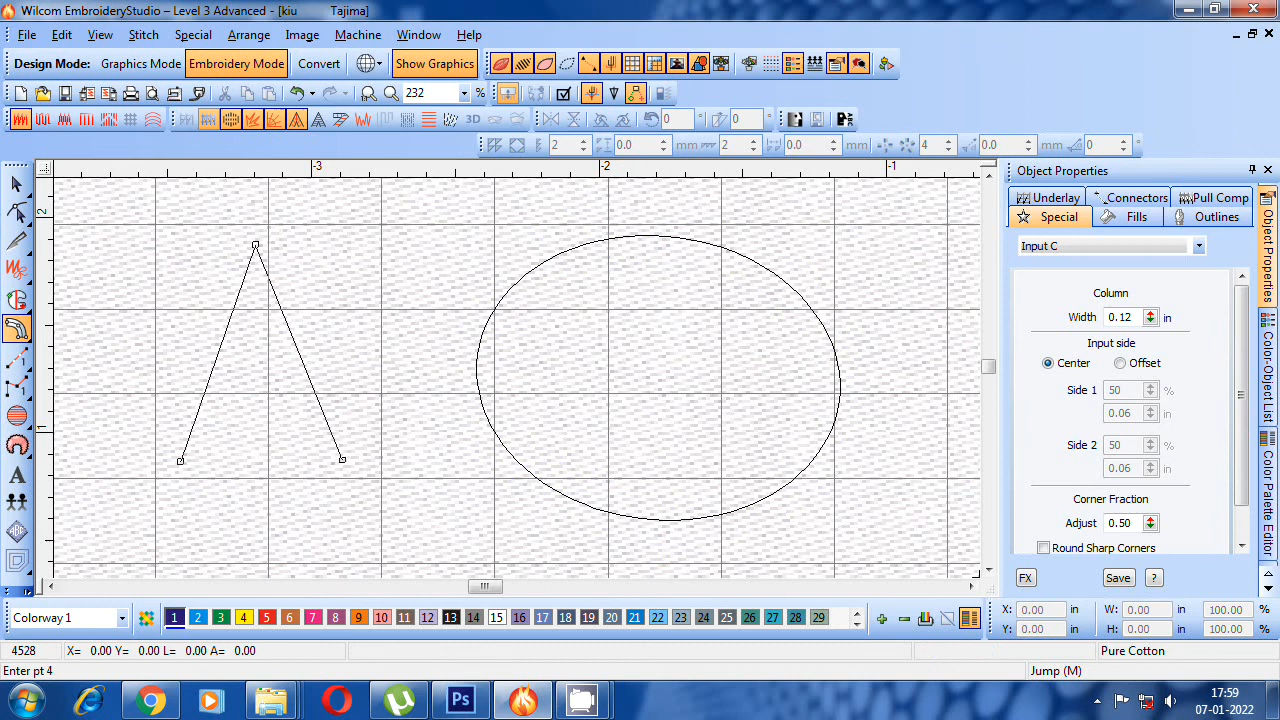 Wilcom EmbroideryStudio – Level 3 Advanced - [kiu Tajima]
File Edit View Stitch Special Arrange Image Machine Window Help
Design Mode: Graphics Mode Embroidery Mode Convert Show Graphics
232 %
3D 0 ° 0 °
2 0.0 mm 2 0.0 mm 4 0.0 0 °
-3 -2 -1
2
1
Object Properties
Underlay Connectors Pull Comp
Special Fills Outlines
Input C
Column
Width 0.12 in
Input side
Center Offset
Side 1 50 %
0.06 in
Side 2 50 %
0.06 in
Corner Fraction
Adjust 0.50
Round Sharp Corners
FX Save ?
Object Properties
Color-Object List
Color Palette Editor
A
ABC
Colorway 1
1 2 3 4 5 6 7 8 9 10 11 12 13 14 15 16 17 18 19 20 21 22 23 24 25 26 27 28 29
X: 0.00 in W: 0.00 in 100.00 %
Y: 0.00 in H: 0.00 in 100.00 %
4528 X= 0.00 Y= 0.00 L= 0.00 A= 0.00 Pure Cotton
Enter pt 4 Jump (M)
Ps
17:59
07-01-2022